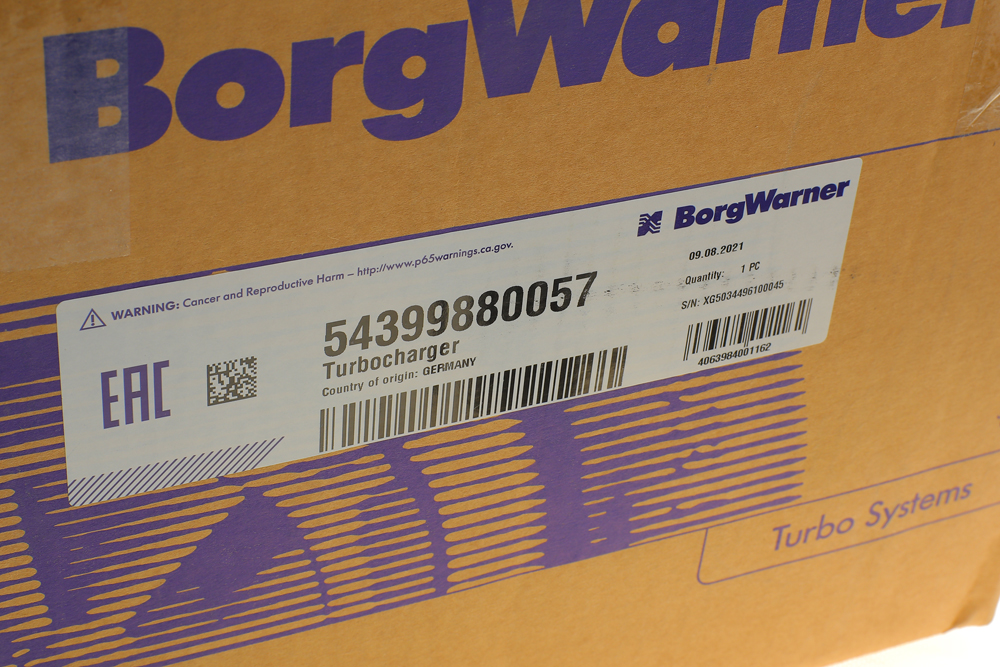 BorgWarner
BorgWarner
WARNING: Cancer and Reproductive Harm – http://www.p65warnings.ca.gov.
09.08.2021
Quantity: 1 PC
S/N: XG5034496100045
54399880057
Turbocharger
Country of origin: GERMANY
EAC
4063984001162
Turbo Systems